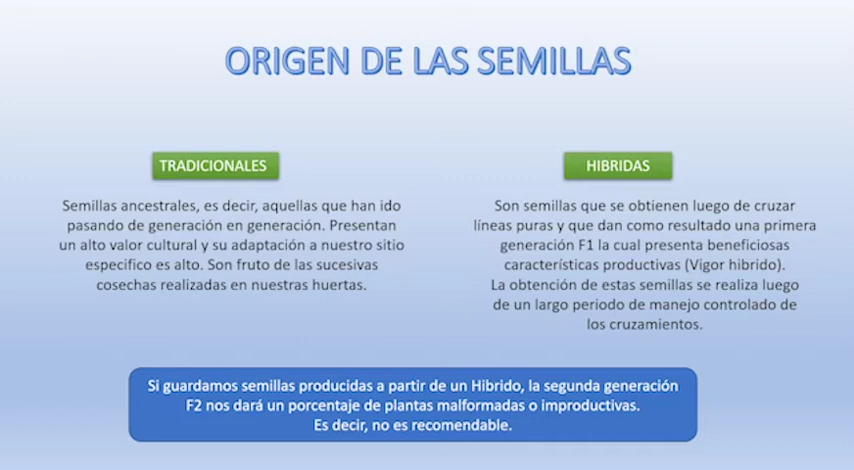 ORIGEN DE LAS SEMILLAS
TRADICIONALES
Semillas ancestrales, es decir, aquellas que han ido
pasando de generación en generación. Presentan
un alto valor cultural y su adaptación a nuestro sitio
especifico es alto. Son fruto de las sucesivas
cosechas realizadas en nuestras huertas.
HIBRIDAS
Son semillas que se obtienen luego de cruzar
líneas puras y que dan como resultado una primera
generación F1 la cual presenta beneficiosas
características productivas (Vigor hibrido).
La obtención de estas semillas se realiza luego
de un largo periodo de manejo controlado de
los cruzamientos.
Si guardamos semillas producidas a partir de un Hibrido, la segunda generación
F2 nos dará un porcentaje de plantas malformadas o improductivas.
Es decir, no es recomendable.